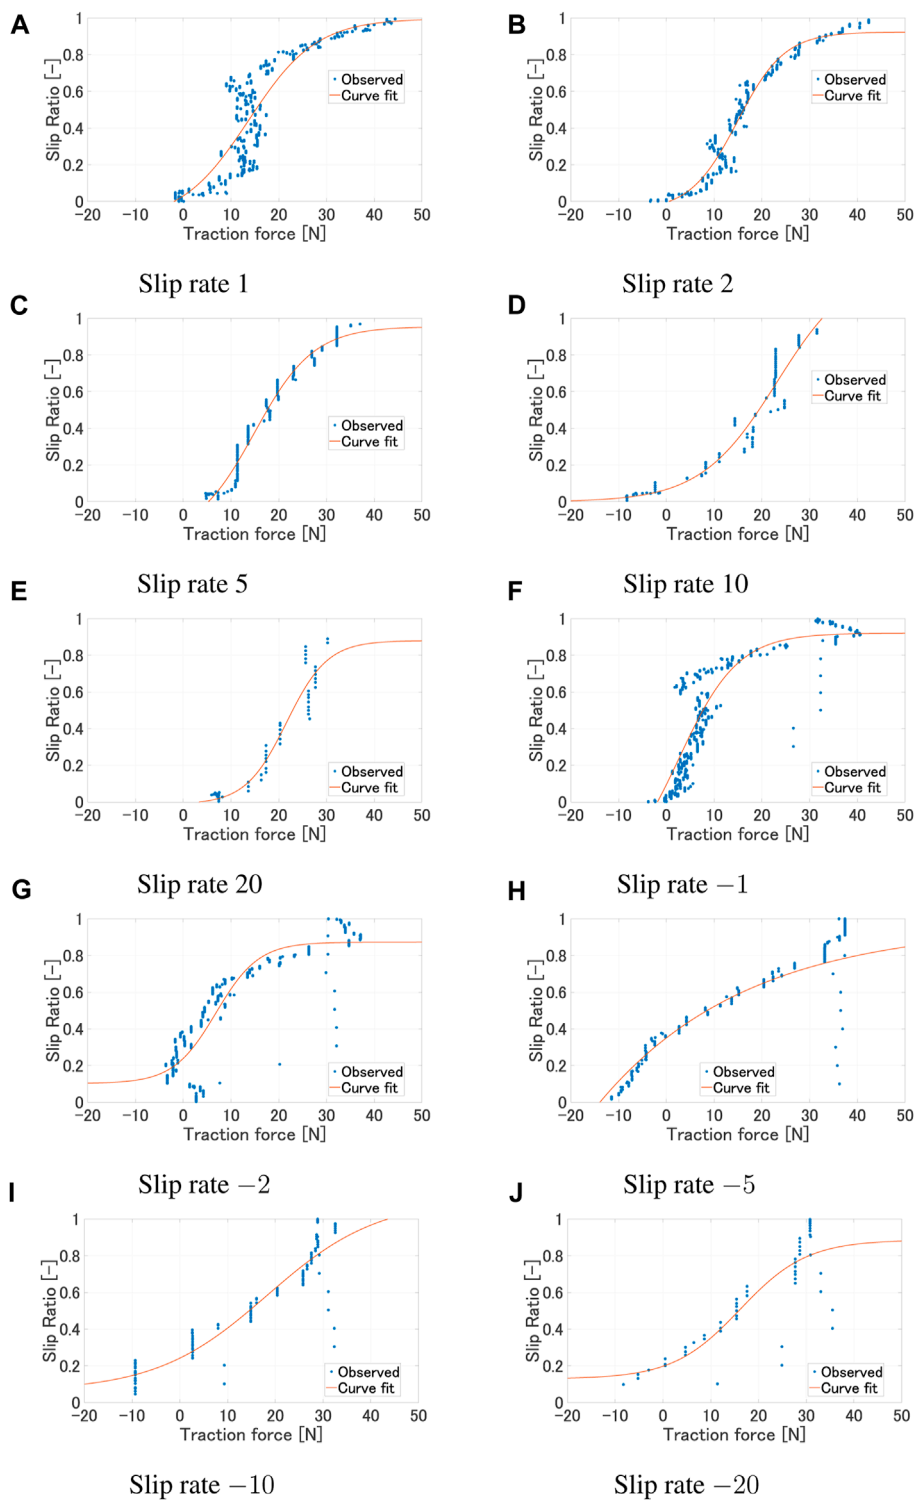 A
B
1
0.8
0.6
0.4
0.2
0
Slip Ratio [-]
Observed
Curve fit
-20 -10 0 10 20 30 40 50
Traction force [N]
1
0.8
0.6
0.4
0.2
0
Slip Ratio [-]
Observed
Curve fit
-20 -10 0 10 20 30 40 50
Traction force [N]
Slip rate 1
Slip rate 2
C
D
1
0.8
0.6
0.4
0.2
0
Slip Ratio [-]
Observed
Curve fit
-20 -10 0 10 20 30 40 50
Traction force [N]
1
0.8
0.6
0.4
0.2
0
Slip Ratio [-]
Observed
Curve fit
-20 -10 0 10 20 30 40 50
Traction force [N]
Slip rate 5
Slip rate 10
E
F
1
0.8
0.6
0.4
0.2
0
Slip Ratio [-]
Observed
Curve fit
-20 -10 0 10 20 30 40 50
Traction force [N]
1
0.8
0.6
0.4
0.2
0
Slip Ratio [-]
Observed
Curve fit
-20 -10 0 10 20 30 40 50
Traction force [N]
Slip rate 20
Slip rate −1
G
H
1
0.8
0.6
0.4
0.2
0
Slip Ratio [-]
Observed
Curve fit
-20 -10 0 10 20 30 40 50
Traction force [N]
1
0.8
0.6
0.4
0.2
0
Slip Ratio [-]
Observed
Curve fit
-20 -10 0 10 20 30 40 50
Traction force [N]
Slip rate −2
Slip rate −5
I
J
1
0.8
0.6
0.4
0.2
0
Slip Ratio [-]
Observed
Curve fit
-20 -10 0 10 20 30 40 50
Traction force [N]
1
0.8
0.6
0.4
0.2
0
Slip Ratio [-]
Observed
Curve fit
-20 -10 0 10 20 30 40 50
Traction force [N]
Slip rate −10
Slip rate −20